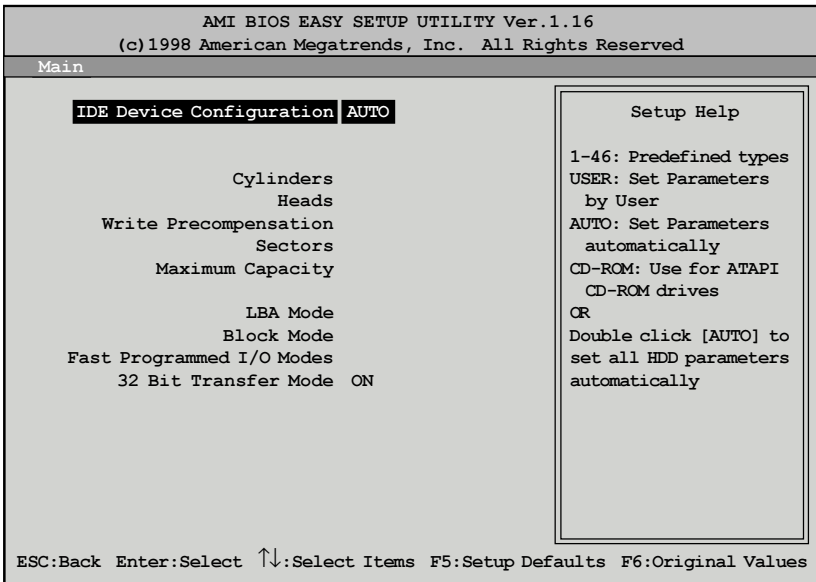 AMI BIOS EASY SETUP UTILITY Ver.1.16
(c)1998 American Megatrends, Inc. All Rights Reserved
Main
IDE Device Configuration AUTO
Cylinders
Heads
Write Precompensation
Sectors
Maximum Capacity
LBA Mode
Block Mode
Fast Programmed I/O Modes
32 Bit Transfer Mode ON
Setup Help
1-46: Predefined types
USER: Set Parameters
by User
AUTO: Set Parameters
automatically
CD-ROM: Use for ATAPI
CD-ROM drives
OR
Double click [AUTO] to
set all HDD parameters
automatically
ESC:Back Enter:Select ↑↓:Select Items F5:Setup Defaults F6:Original Values